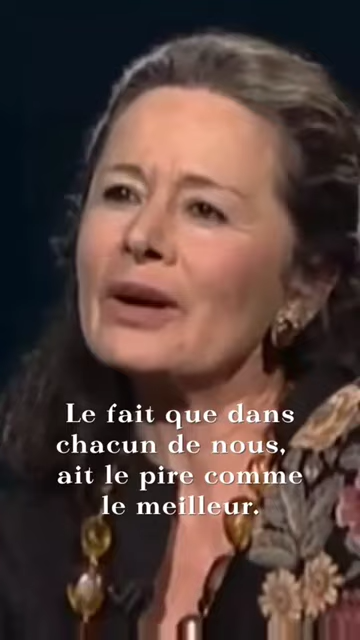 Le fait que dans
chacun de nous,
ait le pire comme
le meilleur.